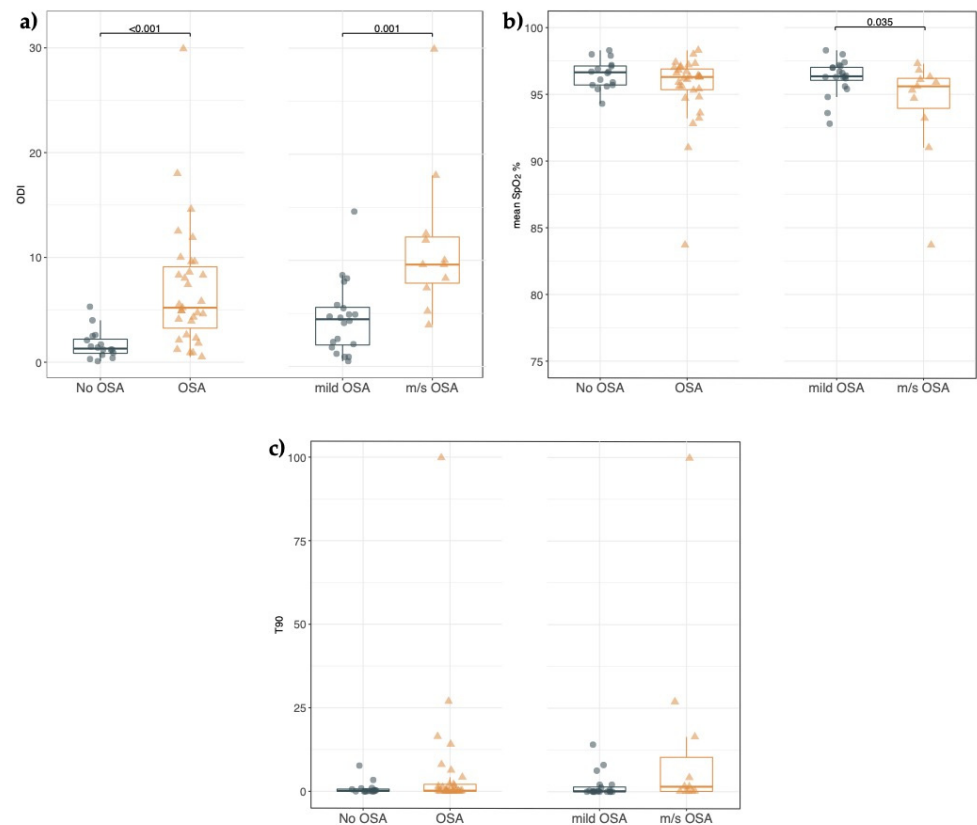 a)
<0.001
0.001
30
20
10
0
ODI
No OSA
OSA
mild OSA
m/s OSA
b)
0.035
100
95
90
85
80
75
mean SpO₂ %
No OSA
OSA
mild OSA
m/s OSA
c)
100
75
50
25
0
T90
No OSA
OSA
mild OSA
m/s OSA